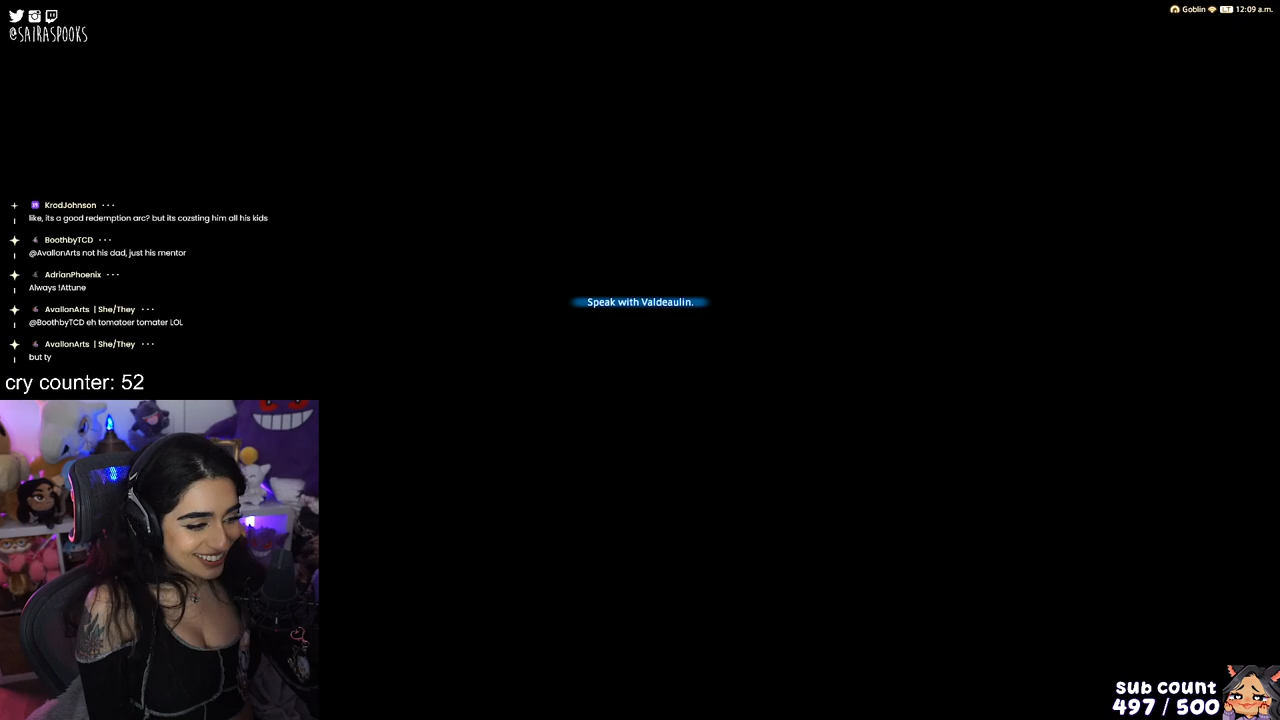 @SAIRASPOOKS
Goblin LT 12:09 a.m.
KrodJohnson ...
like, its a good redemption arc? but its cozsting him all his kids
BoothbyTCD ...
@AvallonArts not his dad, just his mentor
AdrianPhoenix ...
Always !Attune
AvallonArts | She/They ...
@BoothbyTCD eh tomatoer tomater LOL
AvallonArts | She/They ...
but ty
cry counter: 52
Speak with Valdeaulin.
sub count
497 / 500